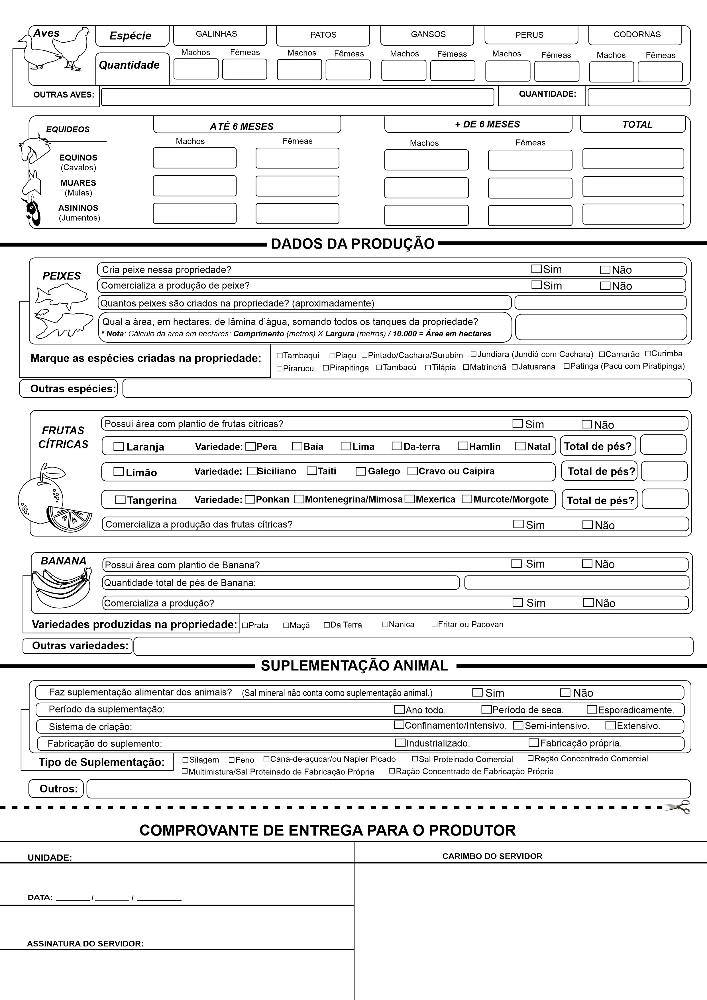 Aves Espécie GALINHAS PATOS GANSOS PERUS CODORNAS
Machos Fêmeas Machos Fêmeas Machos Fêmeas Machos Fêmeas Machos Fêmeas
Quantidade
OUTRAS AVES: QUANTIDADE:
EQUIDEOS ATÉ 6 MESES + DE 6 MESES TOTAL
Machos Fêmeas Machos Fêmeas
EQUINOS
(Cavalos)
MUARES
(Mulas)
ASININOS
(Jumentos)
DADOS DA PRODUÇÃO
PEIXES
Cria peixe nessa propriedade? ☐Sim ☐Não
Comercializa a produção de peixe? ☐Sim ☐Não
Quantos peixes são criados na propriedade? (aproximadamente)
Qual a área, em hectares, de lâmina d’água, somando todos os tanques da propriedade?
* Nota: Cálculo da área em hectares: Comprimento (metros) X Largura (metros) / 10.000 = Área em hectares.
Marque as espécies criadas na propriedade:
☐Tambaqui ☐Piaçu ☐Pintado/Cachara/Surubim ☐Jundiara (Jundiá com Cachara) ☐Camarão ☐Curimba
☐Pirarucu ☐Pirapitinga ☐Tambacú ☐Tilápia ☐Matrinchã ☐Jatuarana ☐Patinga (Pacú com Piratipinga)
Outras espécies:
FRUTAS
CÍTRICAS
Possui área com plantio de frutas cítricas? ☐ Sim ☐ Não
☐ Laranja Variedade: ☐Pera ☐Baía ☐Lima ☐Da-terra ☐Hamlin ☐Natal Total de pés?
☐ Limão Variedade: ☐Siciliano ☐Taiti ☐Galego ☐Cravo ou Caipira Total de pés?
☐ Tangerina Variedade: ☐Ponkan ☐Montenegrina/Mimosa ☐Mexerica ☐Murcote/Morgote Total de pés?
Comercializa a produção das frutas cítricas? ☐ Sim ☐ Não
BANANA
Possui área com plantio de Banana? ☐ Sim ☐ Não
Quantidade total de pés de Banana:
Comercializa a produção? ☐ Sim ☐ Não
Variedades produzidas na propriedade: ☐Prata ☐Maçã ☐Da Terra ☐Nanica ☐Fritar ou Pacovan
Outras variedades:
SUPLEMENTAÇÃO ANIMAL
Faz suplementação alimentar dos animais? (Sal mineral não conta como suplementação animal.) ☐ Sim ☐ Não
Período da suplementação: ☐Ano todo. ☐Período de seca. ☐Esporadicamente.
Sistema de criação: ☐Confinamento/Intensivo. ☐Semi-intensivo. ☐Extensivo.
Fabricação do suplemento: ☐Industrializado. ☐Fabricação própria.
Tipo de Suplementação:
☐Silagem ☐Feno ☐Cana-de-açucar/ou Napier Picado ☐Sal Proteinado Comercial ☐Ração Concentrado Comercial
☐Multimistura/Sal Proteinado de Fabricação Própria ☐Ração Concentrado de Fabricação Própria
Outros:
COMPROVANTE DE ENTREGA PARA O PRODUTOR
UNIDADE: CARIMBO DO SERVIDOR
DATA: ______ / ______ / ________
ASSINATURA DO SERVIDOR: